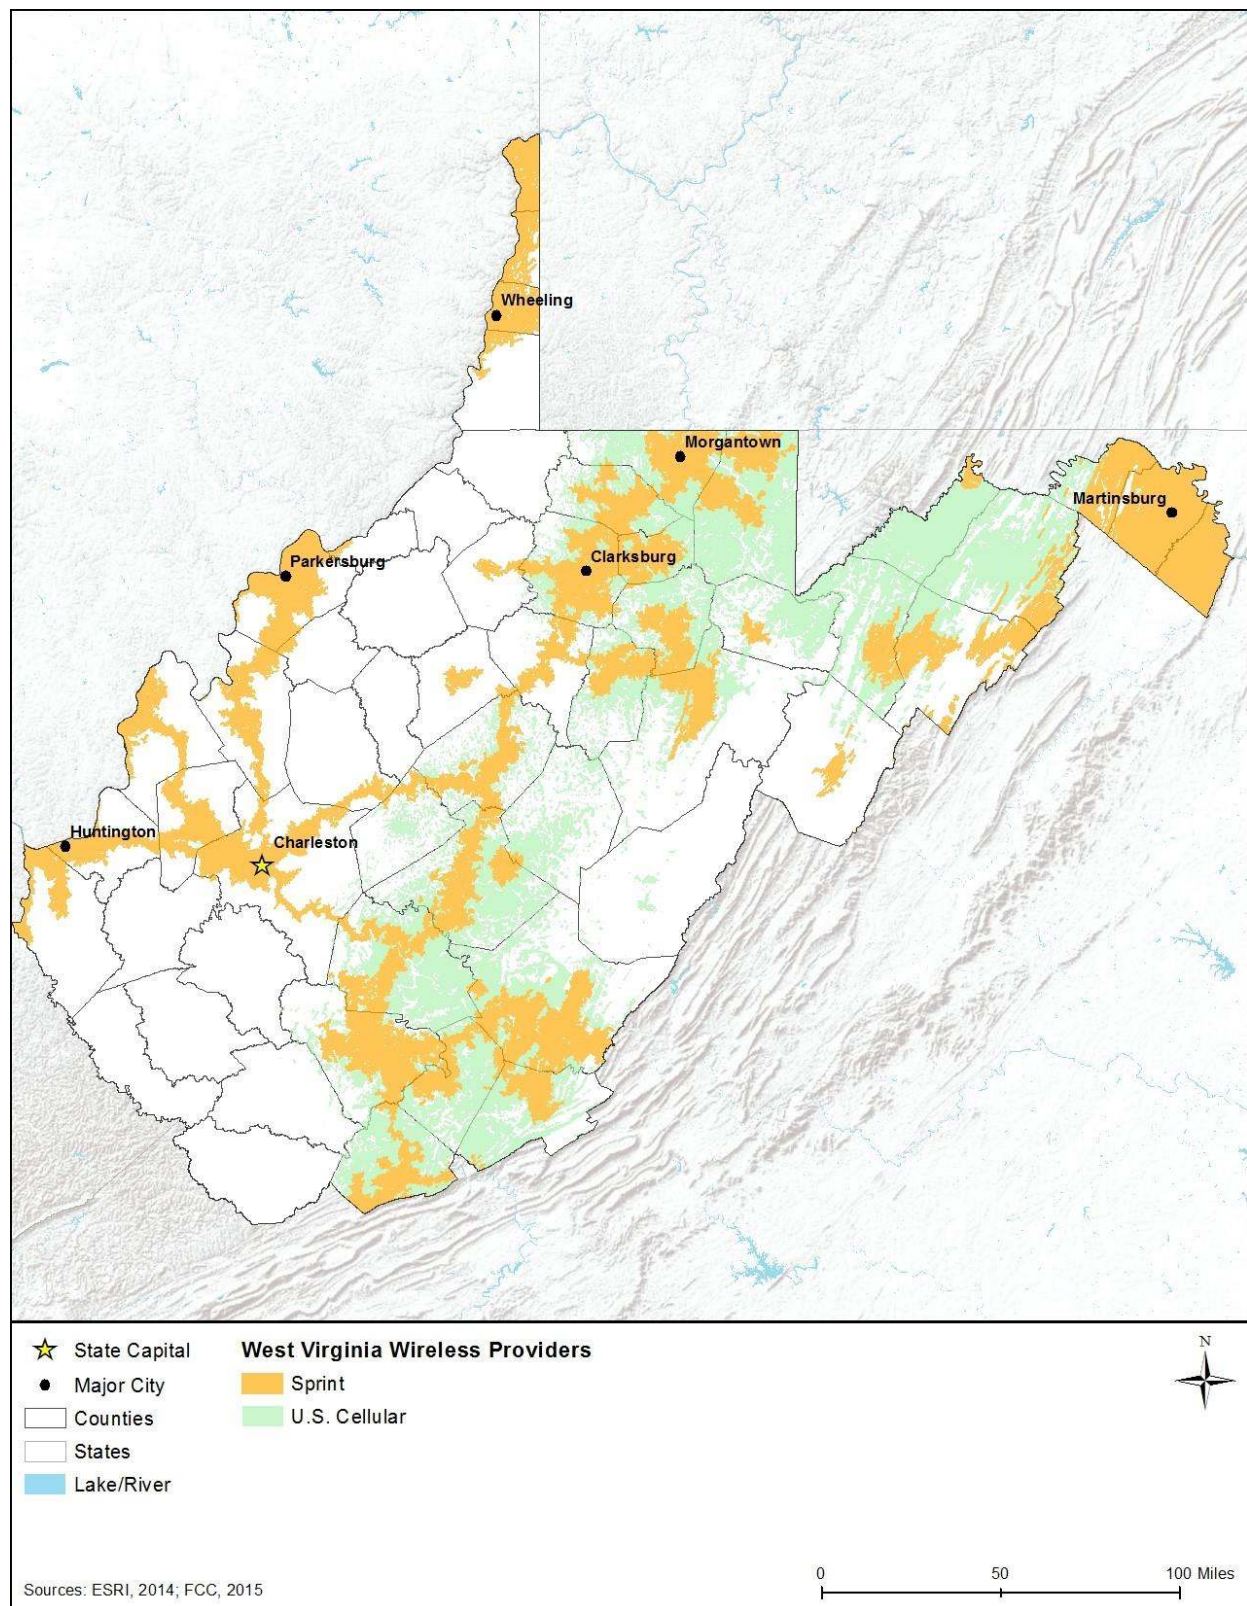 Wheeling
Morgantown
Martinsburg
Clarksburg
Parkersburg
Huntington
Charleston
State Capital
Major City
Counties
States
Lake/River
West Virginia Wireless Providers
Sprint
U.S. Cellular
N
Sources: ESRI, 2014; FCC, 2015
0 50 100 Miles